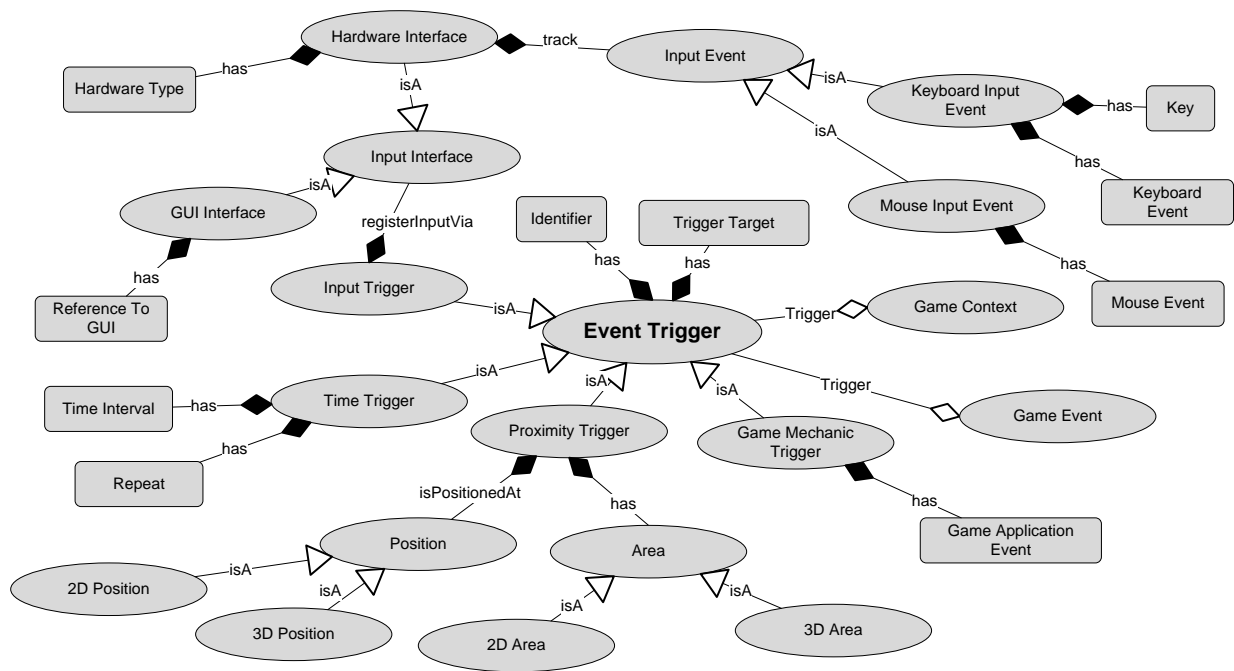 Hardware Interface
track
Input Event
has
Hardware Type
isA
isA
Keyboard Input
Event
has
Key
Input Interface
isA
isA
has
Keyboard
Event
GUI Interface
registerInputVia
Identifier
Trigger Target
Mouse Input Event
has
has
has
has
Reference To
GUI
Input Trigger
isA
Event Trigger
Trigger
Game Context
Mouse Event
Time Interval
has
Time Trigger
isA
isA
isA
Trigger
Game Event
has
Repeat
Proximity Trigger
Game Mechanic
Trigger
isPositionedAt
has
has
Game Application
Event
Position
Area
2D Position
isA
isA
3D Position
isA
2D Area
isA
3D Area